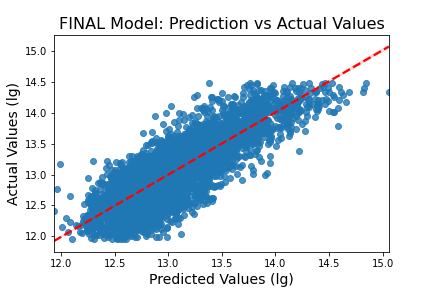 FINAL Model: Prediction vs Actual Values
15.0
14.5
14.0
13.5
13.0
12.5
12.0
Actual Values (lg)
12.0 12.5 13.0 13.5 14.0 14.5 15.0
Predicted Values (lg)